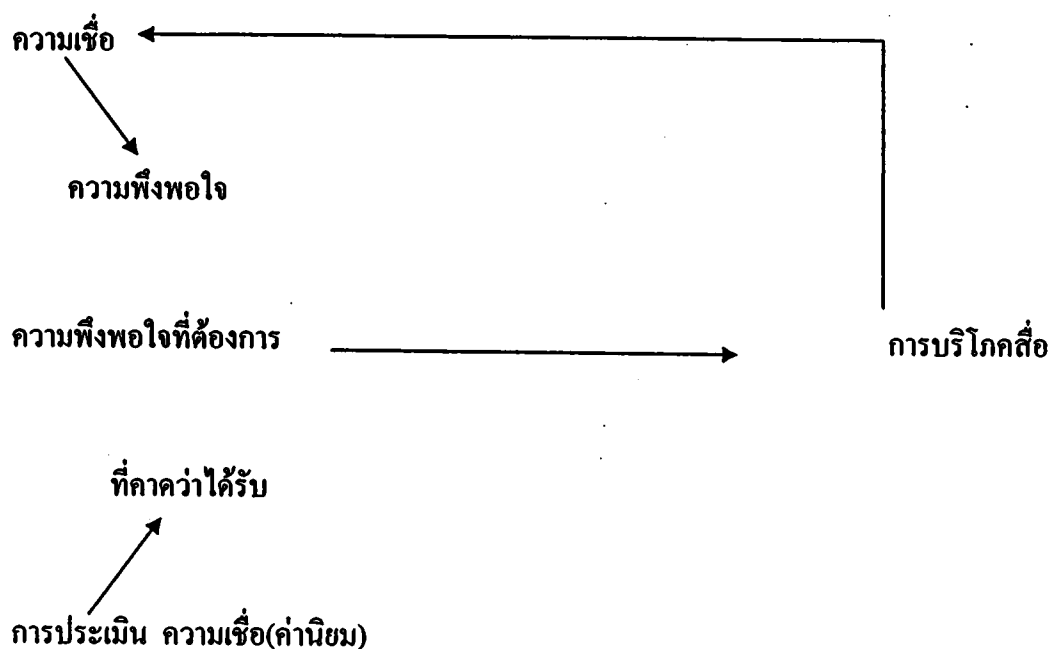 ความเชื่อ
ความพึงพอใจ
ความพึงพอใจที่ต้องการ
การบริโภคสื่อ
ที่คาดว่าได้รับ
การประเมิน ความเชื่อ(ค่านิยม)